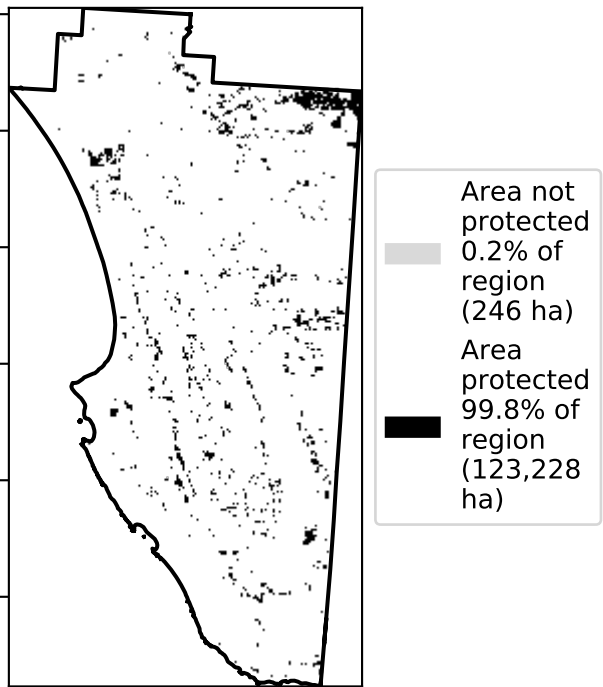 Area not
protected
0.2% of
region
(246 ha)
Area
protected
99.8% of
region
(123,228
ha)